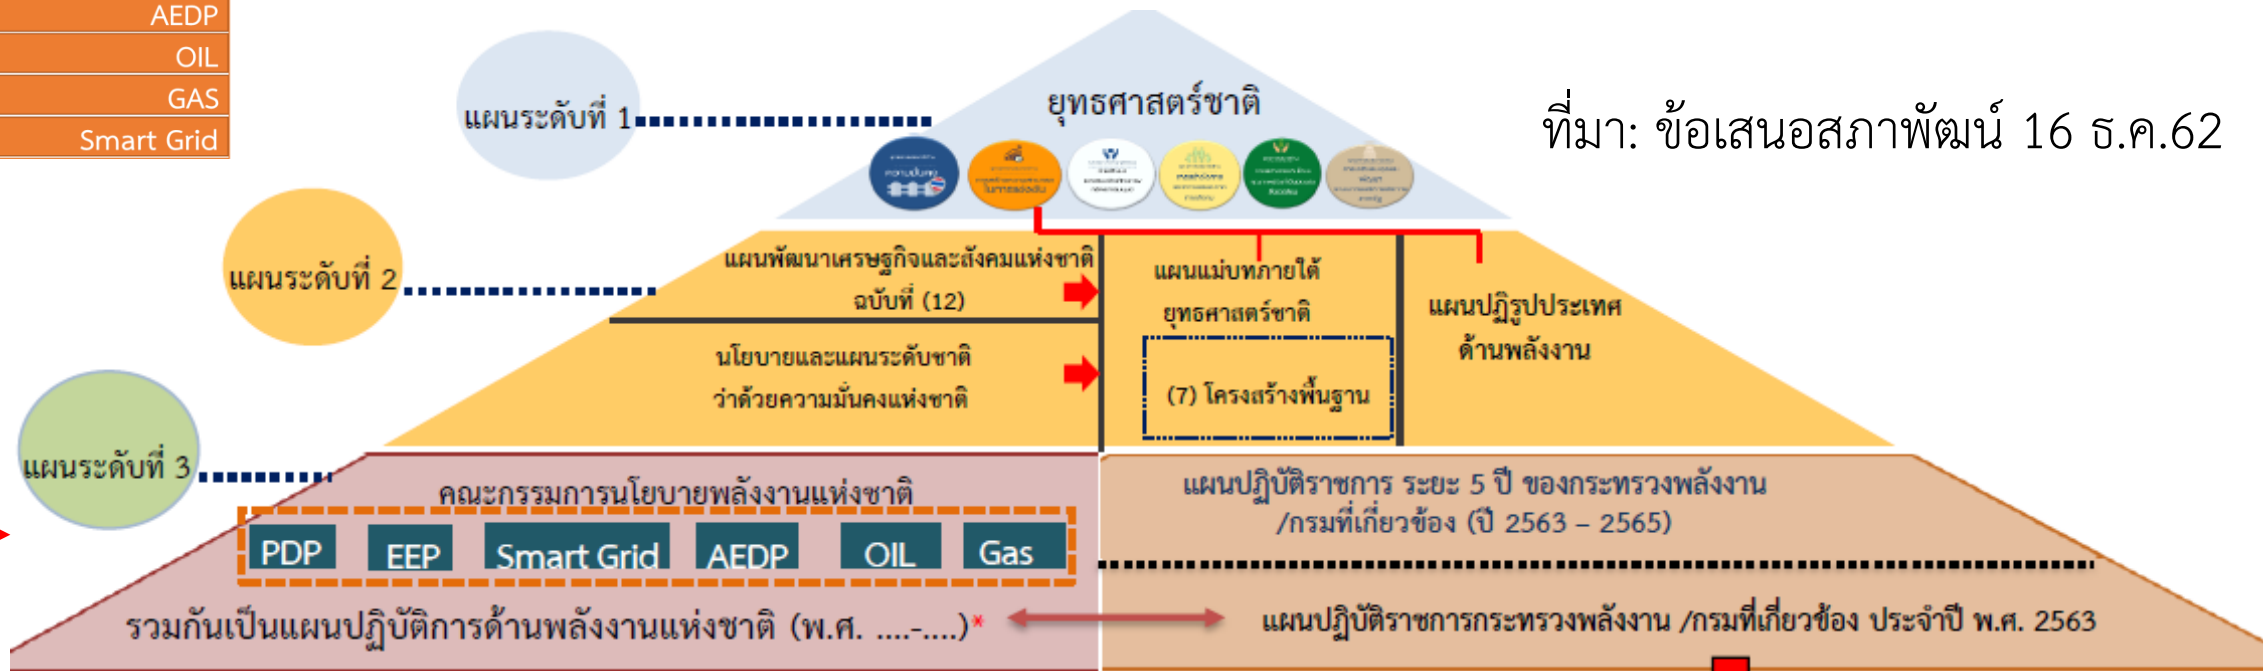 AEDP
OIL
GAS
Smart Grid
แผนระดับที่ 1
ยุทธศาสตร์ชาติ
ที่มา: ข้อเสนอสภาพัฒน์ 16 ธ.ค.62
ความมั่นคง
ในการแข่งขัน
แผนระดับที่ 2
แผนพัฒนาเศรษฐกิจและสังคมแห่งชาติ
ฉบับที่ (12)
นโยบายและแผนระดับชาติ
ว่าด้วยความมั่นคงแห่งชาติ
แผนแม่บทภายใต้
ยุทธศาสตร์ชาติ
(7) โครงสร้างพื้นฐาน
แผนปฏิรูปประเทศ
ด้านพลังงาน
แผนระดับที่ 3
คณะกรรมการนโยบายพลังงานแห่งชาติ
PDP EEP Smart Grid AEDP OIL Gas
รวมกันเป็นแผนปฏิบัติการด้านพลังงานแห่งชาติ (พ.ศ. ....-....)*
แผนปฏิบัติราชการ ระยะ 5 ปี ของกระทรวงพลังงาน
/กรมที่เกี่ยวข้อง (ปี 2563 – 2565)
แผนปฏิบัติราชการกระทรวงพลังงาน /กรมที่เกี่ยวข้อง ประจำปี พ.ศ. 2563